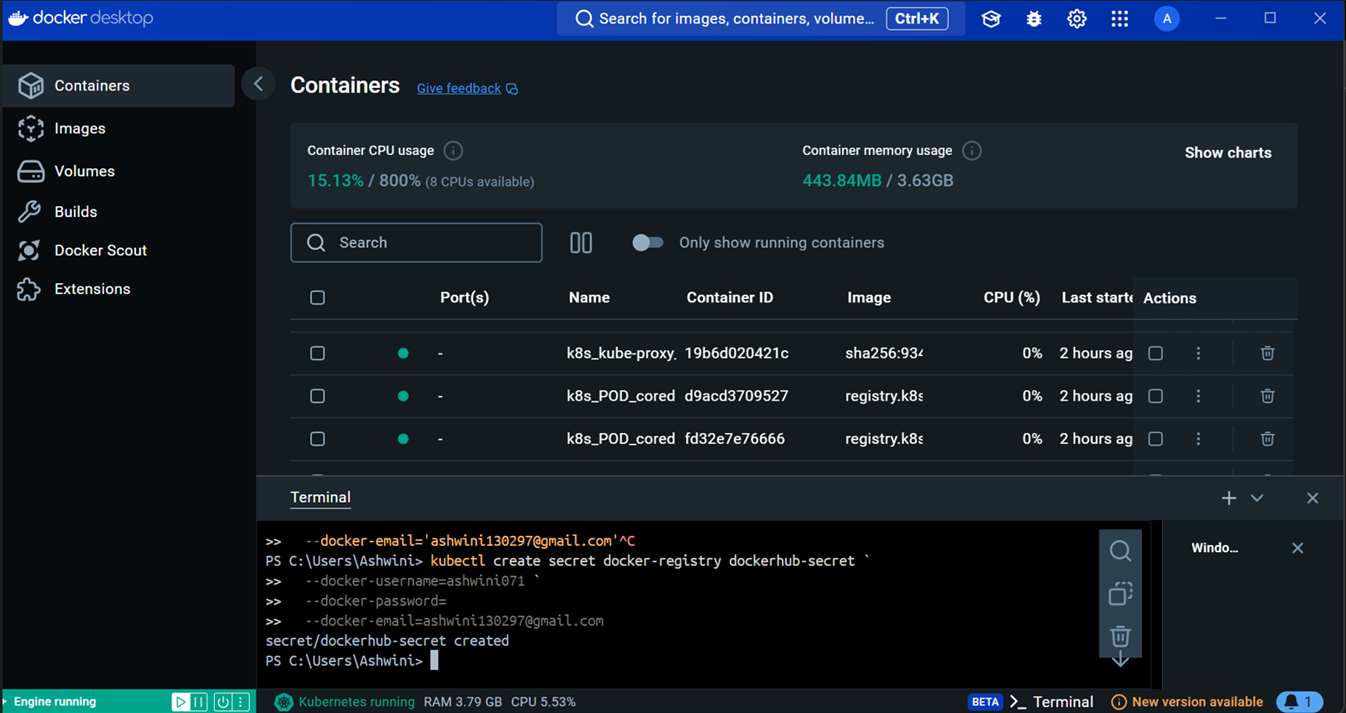 docker desktop
Search for images, containers, volume... Ctrl+K
A
Containers
Images
Volumes
Builds
Docker Scout
Extensions
Containers Give feedback
Container CPU usage
15.13% / 800% (8 CPUs available)
Container memory usage
443.84MB / 3.63GB
Show charts
Search
Only show running containers
Port(s) Name Container ID Image CPU (%) Last starte Actions
- k8s_kube-proxy_ 19b6d020421c sha256:934 0% 2 hours ag
- k8s_POD_cored d9acd3709527 registry.k8s 0% 2 hours ag
- k8s_POD_cored fd32e7e76666 registry.k8s 0% 2 hours ag
Terminal
>> --docker-email='ashwini130297@gmail.com'^C
PS C:\Users\Ashwini> kubectl create secret docker-registry dockerhub-secret `
>> --docker-username=ashwini071 `
>> --docker-password=
>> --docker-email=ashwini130297@gmail.com
secret/dockerhub-secret created
PS C:\Users\Ashwini>
Windo...
Engine running
Kubernetes running RAM 3.79 GB CPU 5.53%
BETA >_ Terminal
New version available
1